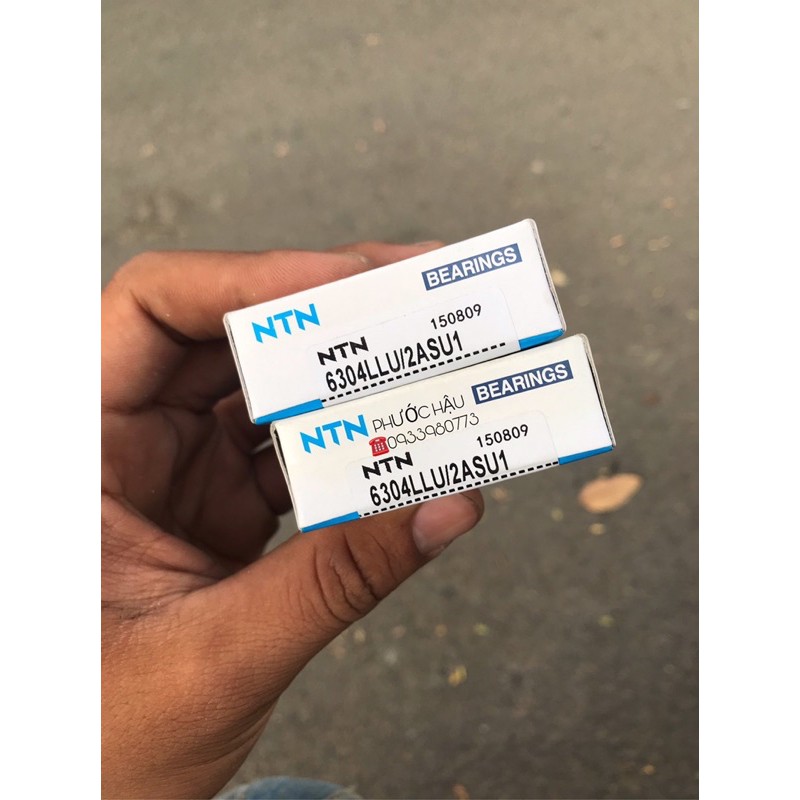 BEARINGS
NTN
150809
NTN
6304LLU/2ASU1
BEARINGS
NTN PHƯỚC HẬU
☎0933980773
150809
NTN
6304LLU/2ASU1